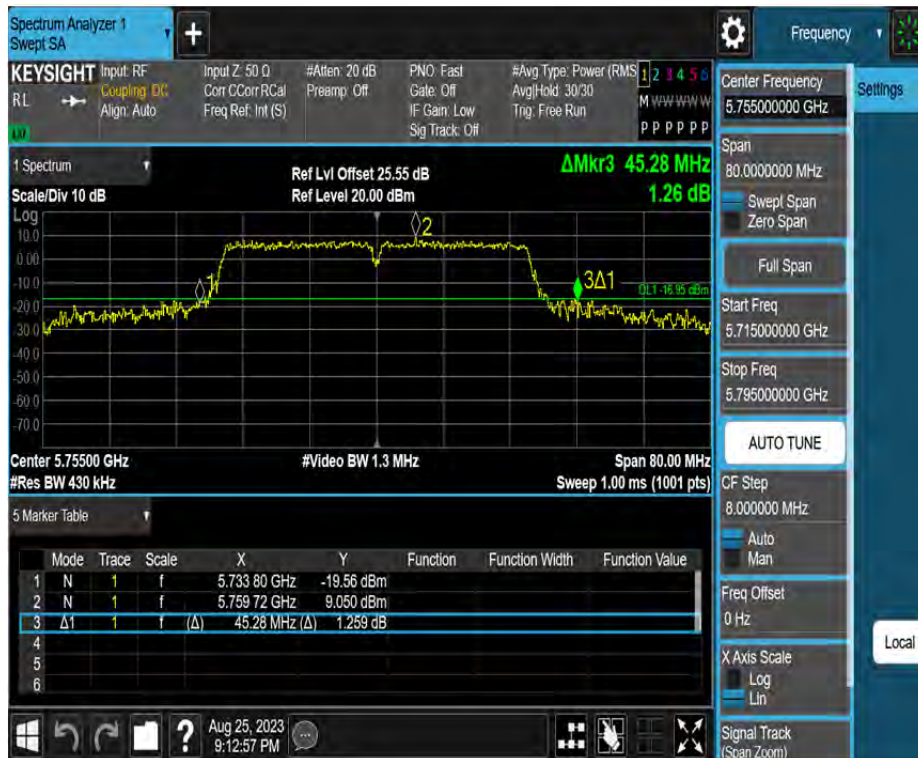 Spectrum Analyzer 1
Swept SA
+
Frequency
KEYSIGHT
RL
Input: RF
Coupling: DC
Align: Auto
Input Z: 50 Ω
Corr CCorr RCal
Freq Ref: Int (S)
#Atten: 20 dB
Preamp: Off
PNO: Fast
Gate: Off
IF Gain: Low
Sig Track: Off
#Avg Type: Power (RMS
Avg|Hold: 30/30
Trig: Free Run
1 2 3 4 5 6
M W W W W W
P P P P P P
1 Spectrum
Scale/Div 10 dB
Ref Lvl Offset 25.55 dB
Ref Level 20.00 dBm
ΔMkr3 45.28 MHz
1.26 dB
Log
10.0
0.00
-10.0
-20.0
-30.0
-40.0
-50.0
-60.0
-70.0
1
2
3Δ1
DL1 -16.95 dBm
Center 5.75500 GHz
#Video BW 1.3 MHz
Span 80.00 MHz
#Res BW 430 kHz
Sweep 1.00 ms (1001 pts)
5 Marker Table
Mode Trace Scale X Y Function Function Width Function Value
1 N 1 f 5.733 80 GHz -19.56 dBm
2 N 1 f 5.759 72 GHz 9.050 dBm
3 Δ1 1 f (Δ) 45.28 MHz (Δ) 1.259 dB
4
5
6
Aug 25, 2023
9:12:57 PM
?
Center Frequency
5.755000000 GHz
Settings
Span
80.0000000 MHz
Swept Span
Zero Span
Full Span
Start Freq
5.715000000 GHz
Stop Freq
5.795000000 GHz
AUTO TUNE
CF Step
8.000000 MHz
Auto
Man
Freq Offset
0 Hz
Local
X Axis Scale
Log
Lin
Signal Track
(Span Zoom)